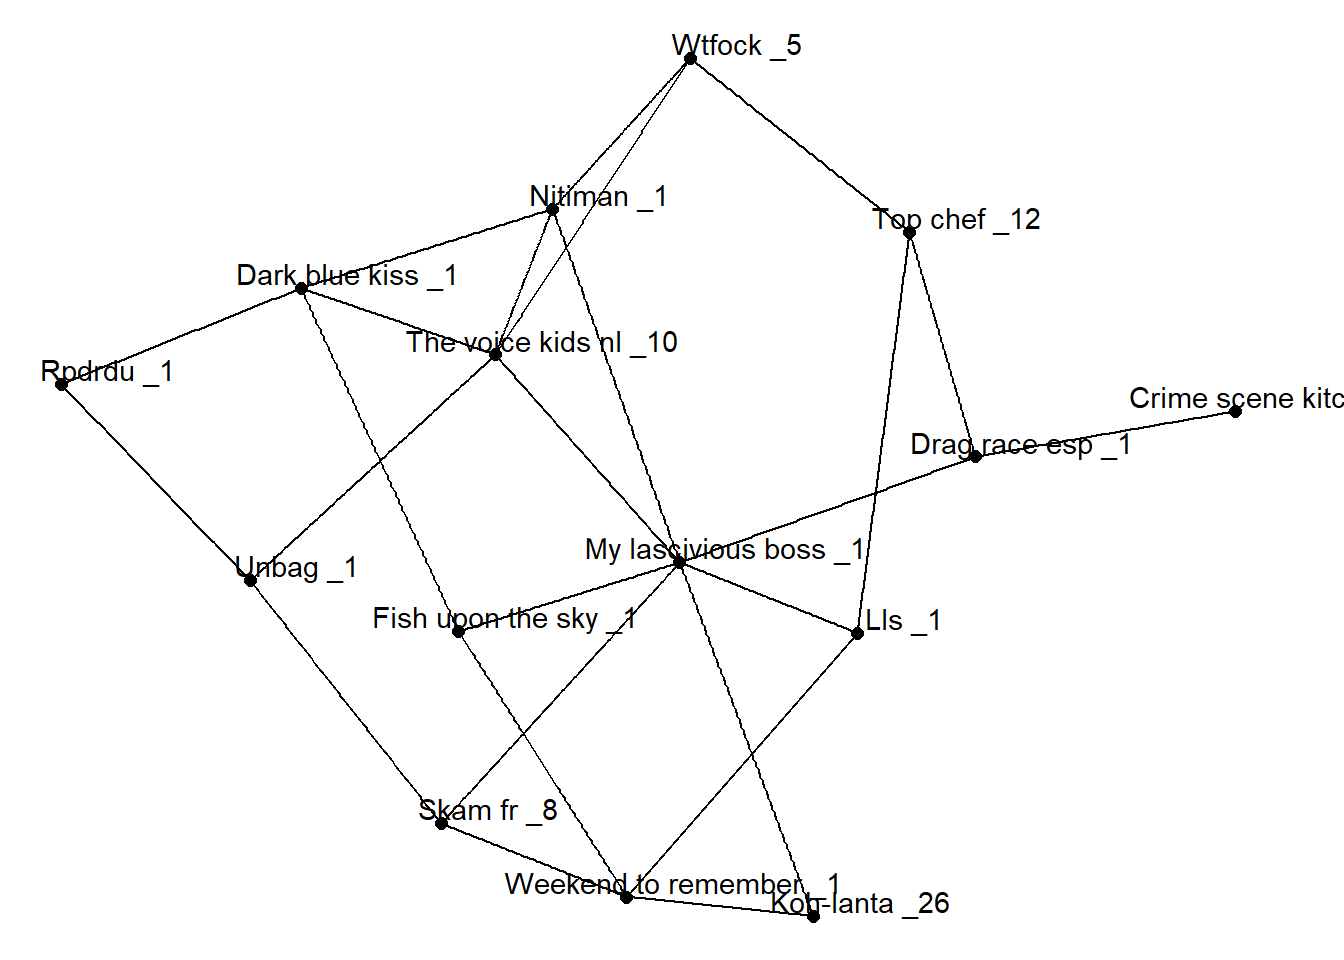 Wtfock _5
Nitiman _1
Top chef _12
Dark blue kiss _1
The voice kids nl _10
Rpdrdu _1
Crime scene kitc
Drag race esp _1
My lascivious boss _1
Unbag _1
Fish upon the sky _1
Lls _1
Skam fr _8
Weekend to remember _1
Koh-lanta _26